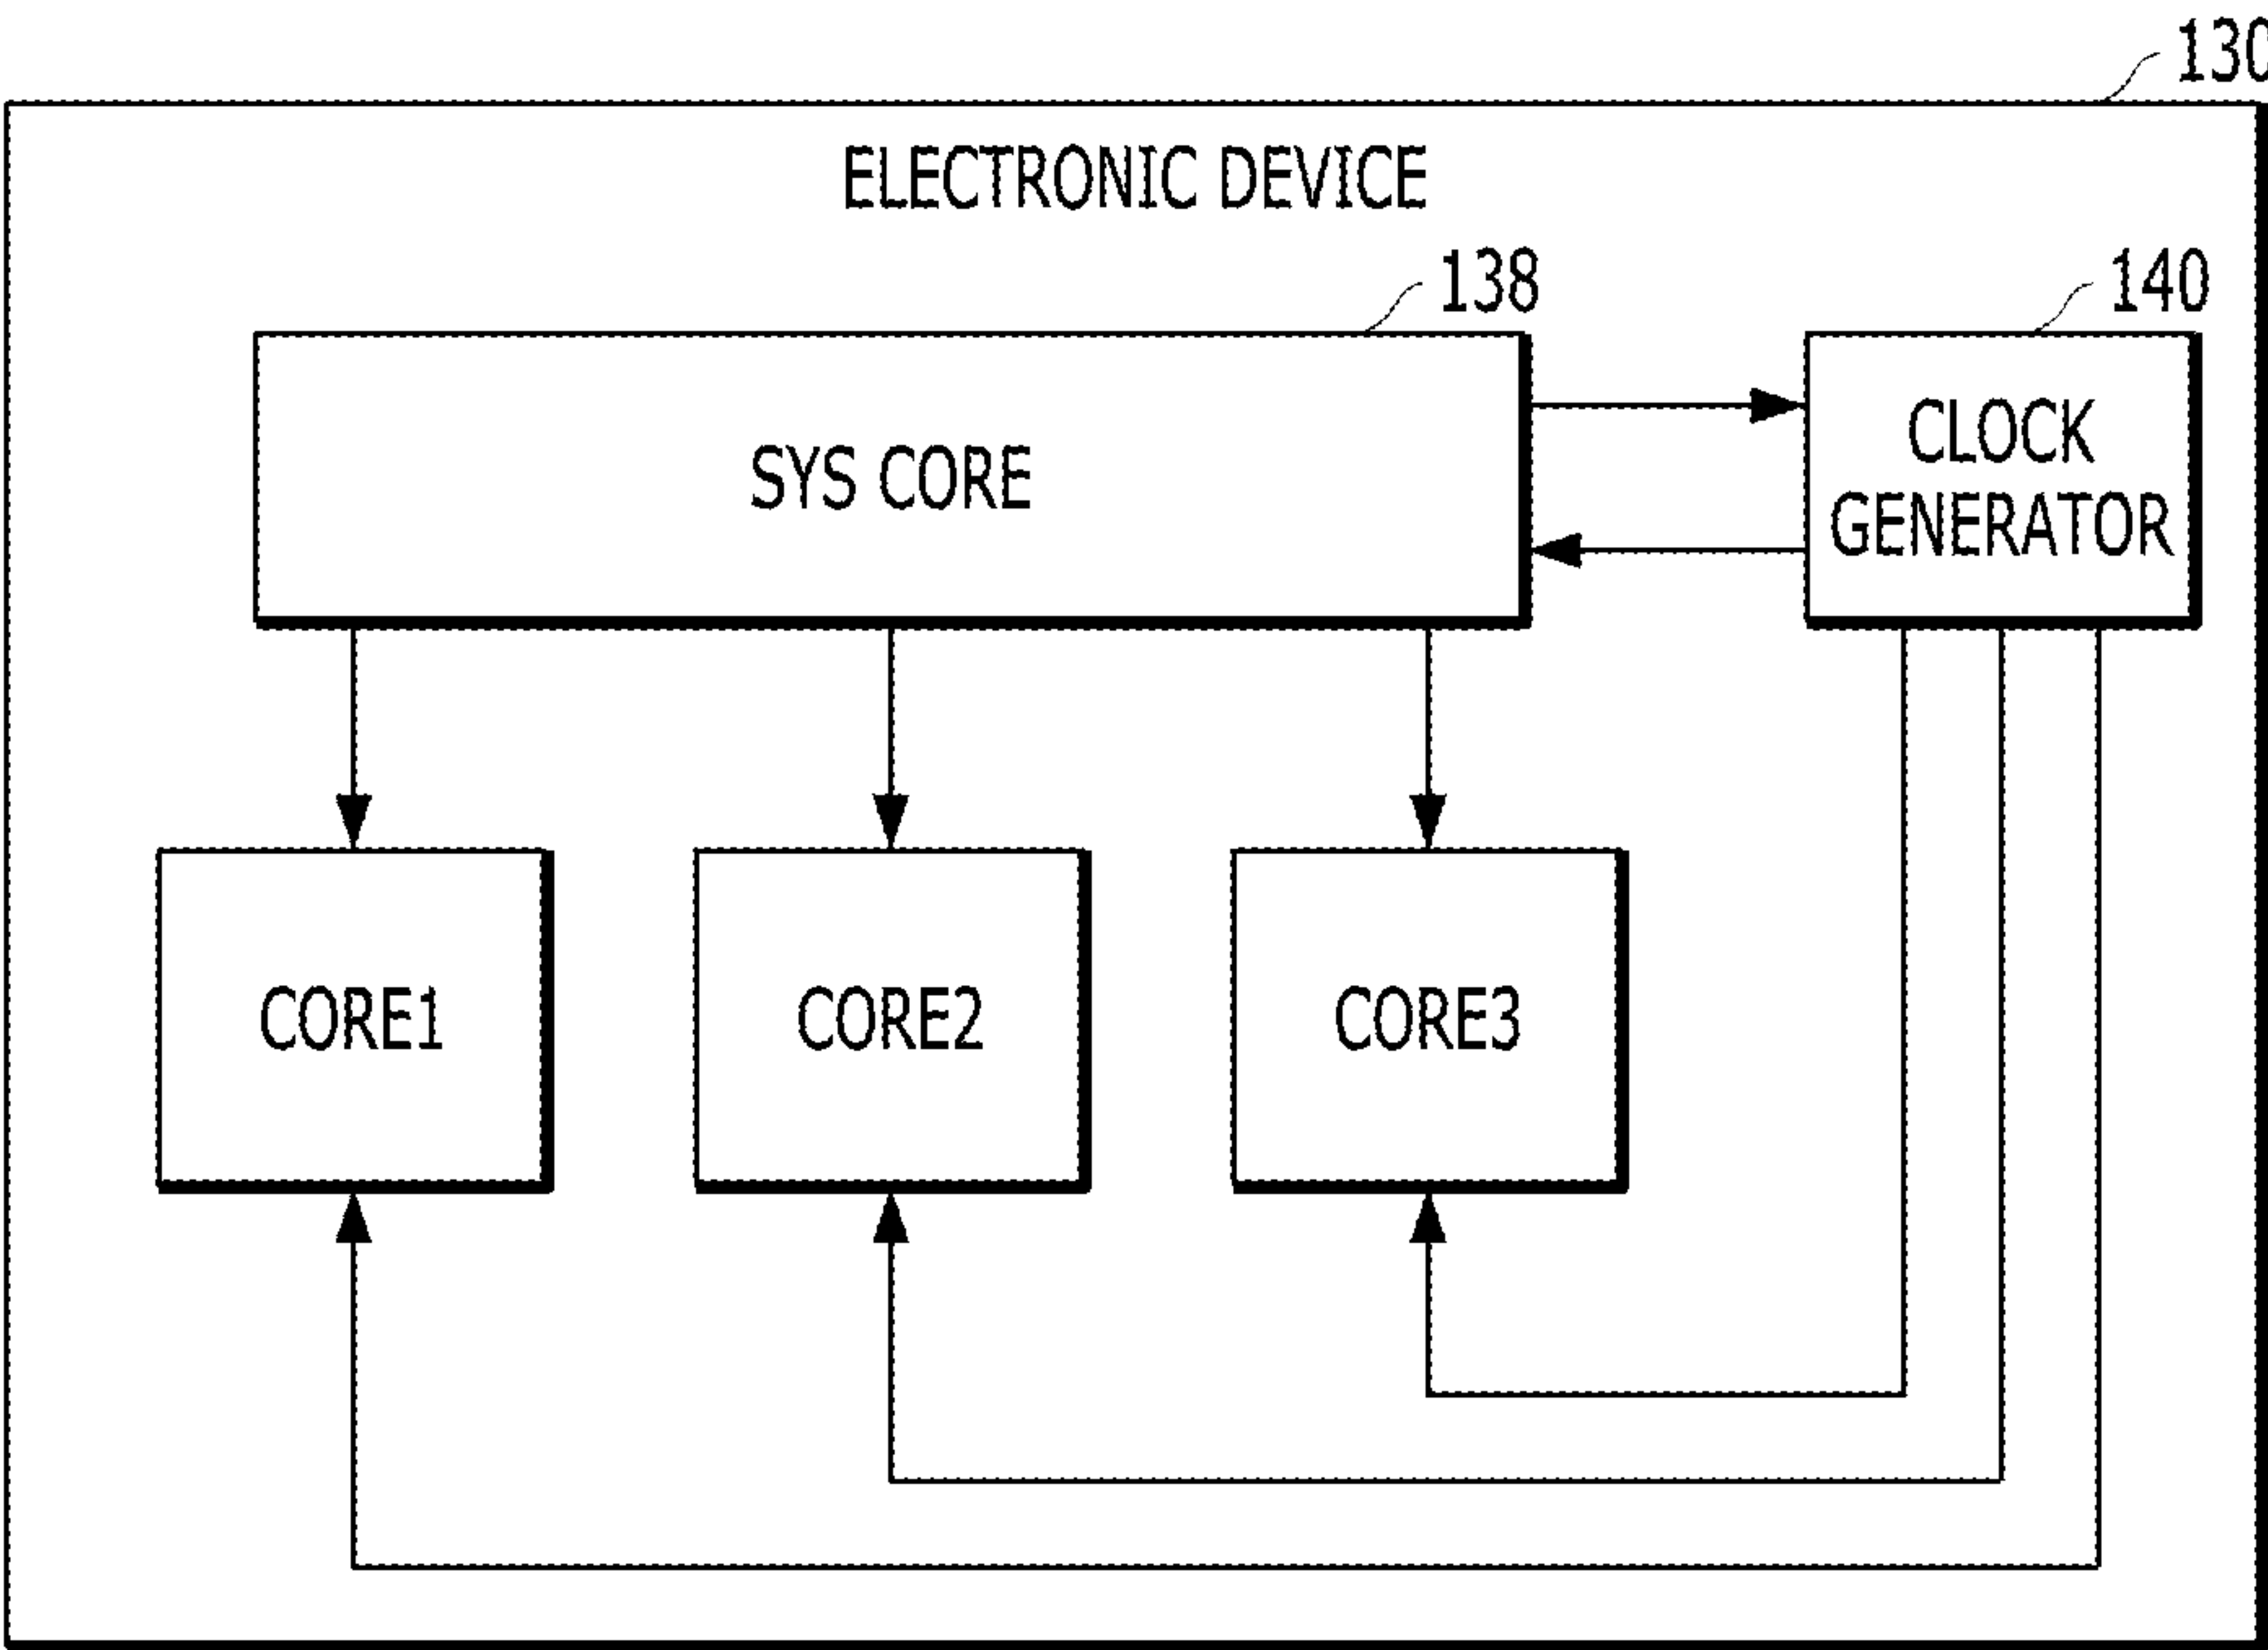 130
ELECTRONIC DEVICE
138
140
SYS CORE
CLOCK
GENERATOR
CORE1
CORE2
CORE3